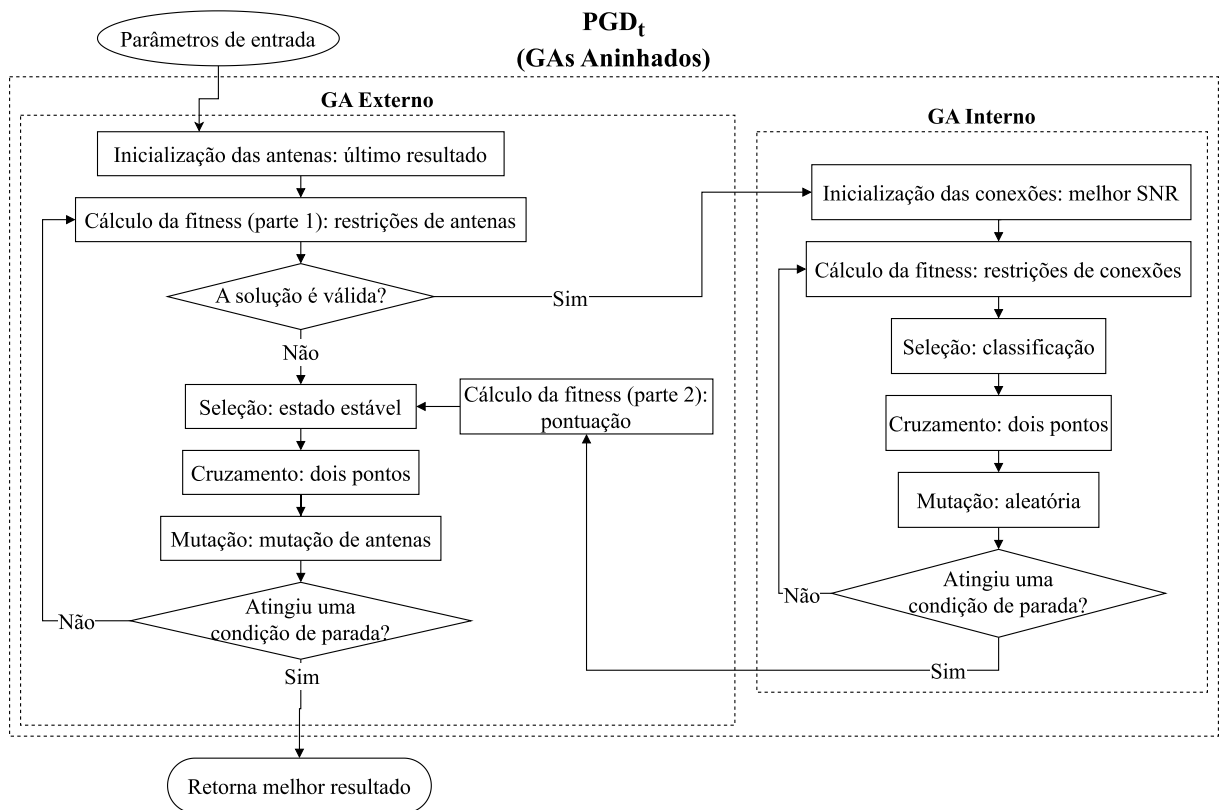 PGDt
(GAs Aninhados)
Parâmetros de entrada
GA Externo
Inicialização das antenas: último resultado
Cálculo da fitness (parte 1): restrições de antenas
A solução é válida?
Sim
Não
Seleção: estado estável
Cálculo da fitness (parte 2):
pontuação
Cruzamento: dois pontos
Mutação: mutação de antenas
Atingiu uma
condição de parada?
Não
Sim
Retorna melhor resultado
GA Interno
Inicialização das conexões: melhor SNR
Cálculo da fitness: restrições de conexões
Seleção: classificação
Cruzamento: dois pontos
Mutação: aleatória
Atingiu uma
condição de parada?
Não
Sim